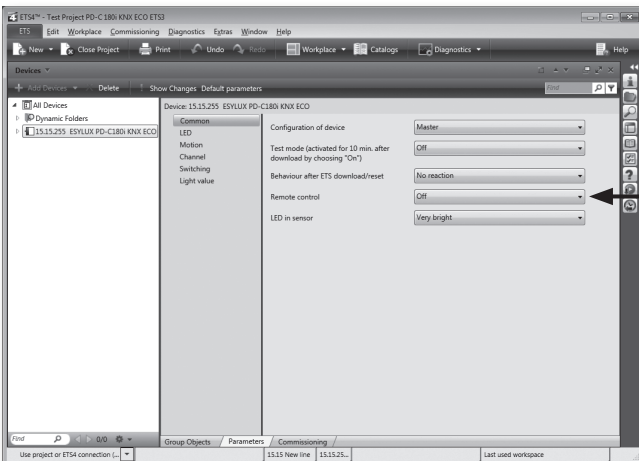 ETS4™ - Test Project PD-C 180i KNX ECO ETS3
ETS Edit Workplace Commissioning Diagnostics Extras Window Help
New Close Project Print Undo Redo Workplace Catalogs Diagnostics Help
Devices
Add Devices Delete Show Changes Default parameters Find
All Devices
Dynamic Folders
15.15.255 ESYLUX PD-C180i KNX ECO
Device: 15.15.255 ESYLUX PD-C180i KNX ECO
Common
LED
Motion
Channel
Switching
Light value
Configuration of device Master
Test mode (activated for 10 min. after
download by choosing "On") Off
Behaviour after ETS download/reset No reaction
Remote control Off
LED in sensor Very bright
Find 0/0
Group Objects Parameters Commissioning
Use project or ETS4 connection (... 15.15 New line 15.15.25... Last used workspace